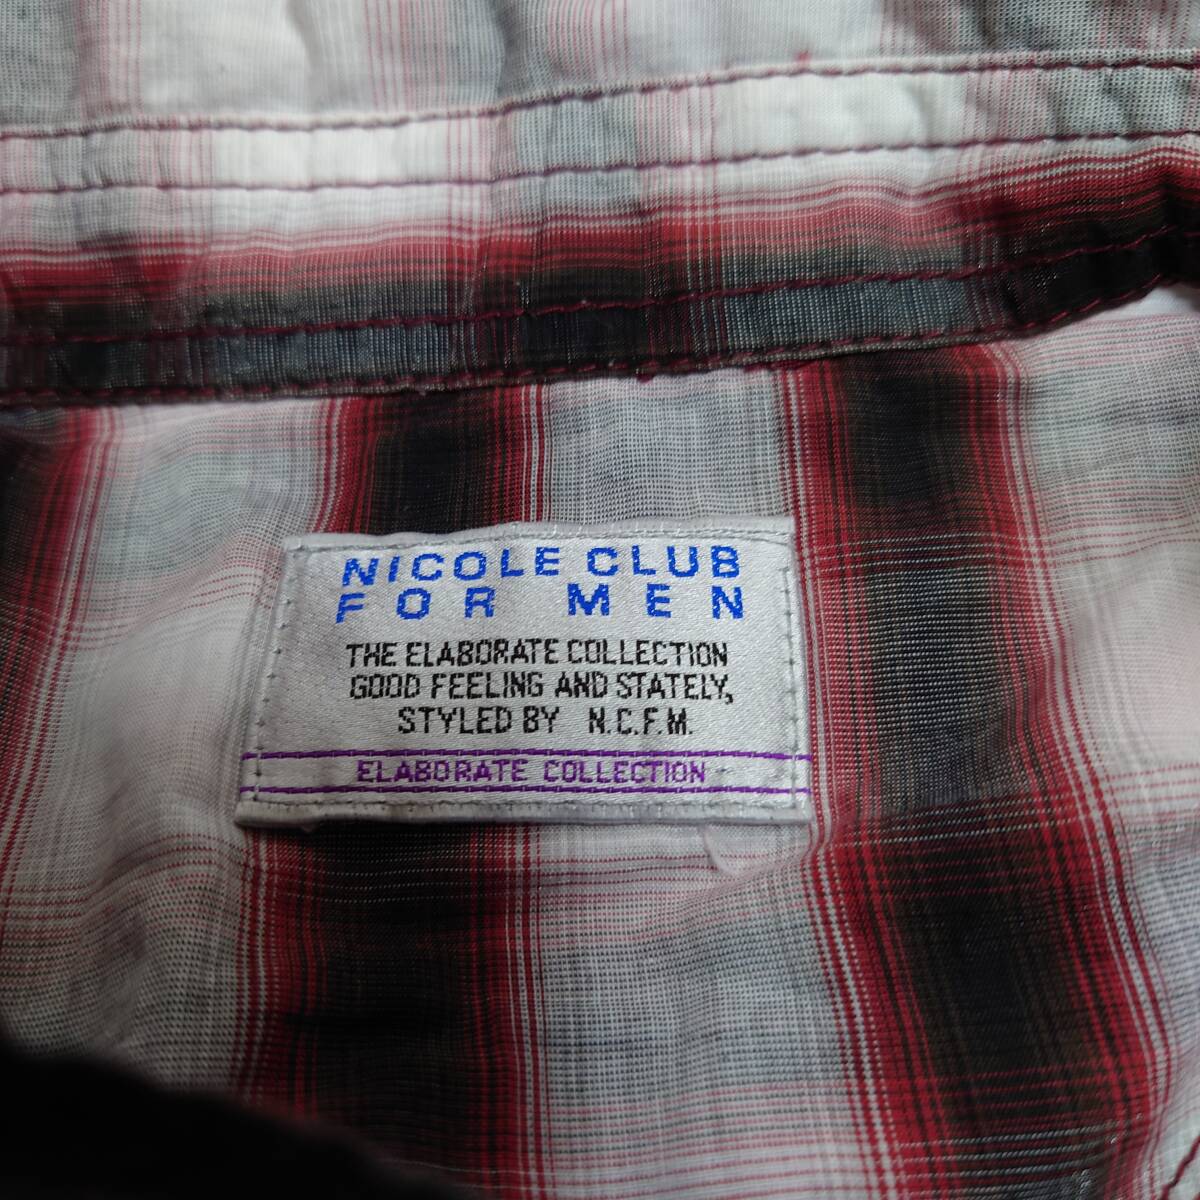 NICOLE CLUB
FOR MEN
THE ELABORATE COLLECTION
GOOD FEELING AND STATELY,
STYLED BY N.C.F.M.
ELABORATE COLLECTION